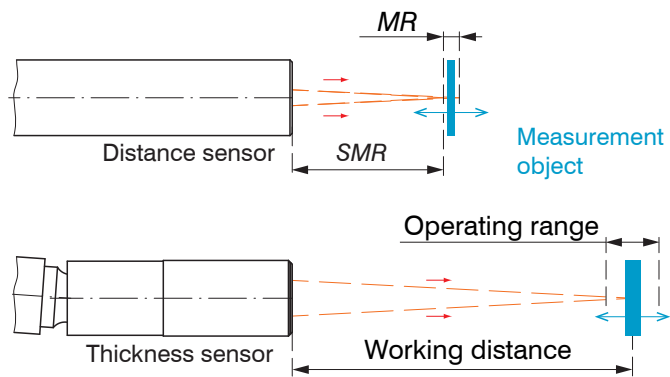 MR
Distance sensor
SMR
Measurement
object
Operating range
Thickness sensor
Working distance